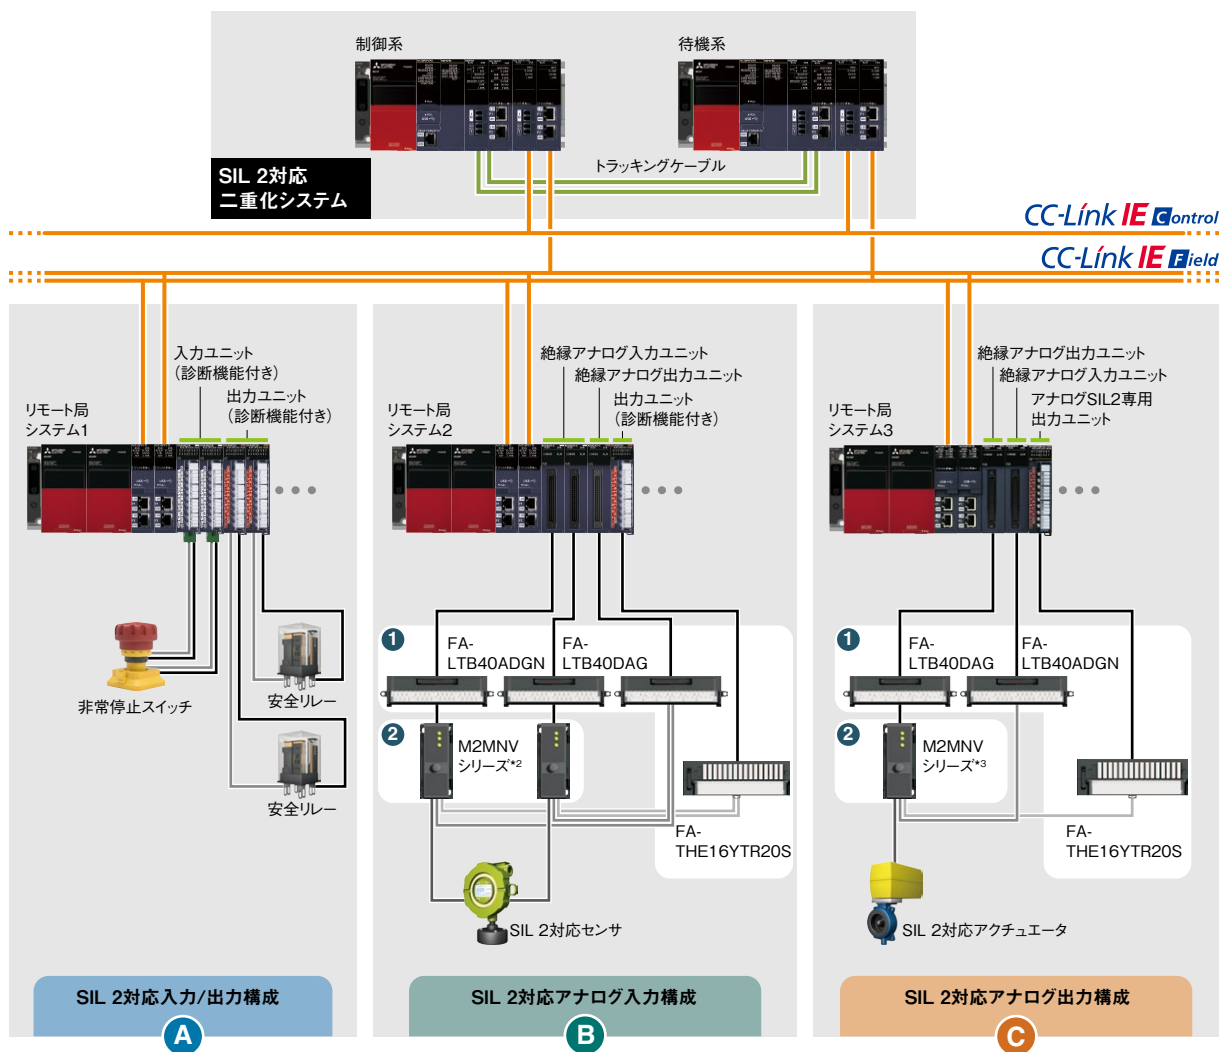 制御系
待機系
トラッキングケーブル
SIL 2対応
二重化システム
CC-Link IE Control
CC-Link IE Field
入力ユニット
(診断機能付き)
出力ユニット
(診断機能付き)
リモート局
システム1
非常停止スイッチ
安全リレー
安全リレー
SIL 2対応入力/出力構成
A
絶縁アナログ入力ユニット
絶縁アナログ出力ユニット
出力ユニット
(診断機能付き)
リモート局
システム2
1
FA-
LTB40ADGN
FA-
LTB40DAG
2
M2MNV
シリーズ*2
FA-
THE16YTR20S
SIL 2対応センサ
SIL 2対応アナログ入力構成
B
絶縁アナログ出力ユニット
絶縁アナログ入力ユニット
アナログSIL2専用
出力ユニット
リモート局
システム3
1
FA-
LTB40DAG
FA-
LTB40ADGN
2
M2MNV
シリーズ*3
FA-
THE16YTR20S
SIL 2対応アクチュエータ
SIL 2対応アナログ出力構成
C